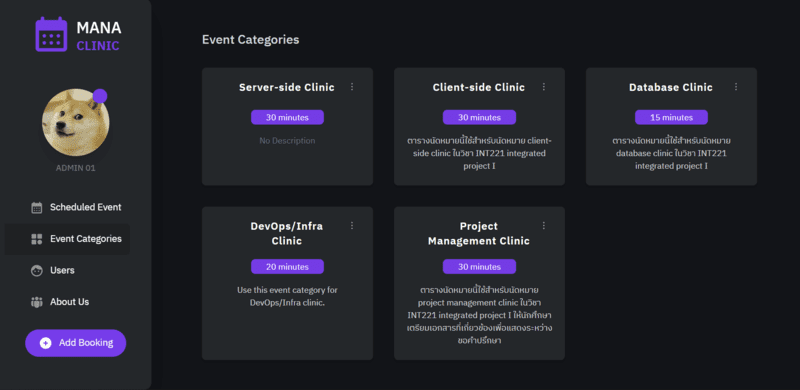 MANA
CLINIC
ADMIN 01
Scheduled Event
Event Categories
Users
About Us
Add Booking
Event Categories
Server-side Clinic
30 minutes
No Description
Client-side Clinic
30 minutes
ตารางนัดหมายนี้ใช้สำหรับนัดหมาย client-
side clinic ในวิชา INT221 integrated
project I
Database Clinic
15 minutes
ตารางนัดหมายนี้ใช้สำหรับนัดหมาย
database clinic ในวิชา INT221
integrated project I
DevOps/Infra
Clinic
20 minutes
Use this event category for
DevOps/Infra clinic.
Project
Management Clinic
30 minutes
ตารางนัดหมายนี้ใช้สำหรับนัดหมาย
project management clinic ในวิชา
INT221 integrated project I ให้นักศึกษา
เตรียมเอกสารที่เกี่ยวข้องเพื่อแสดงระหว่าง
ขอคำปรึกษา